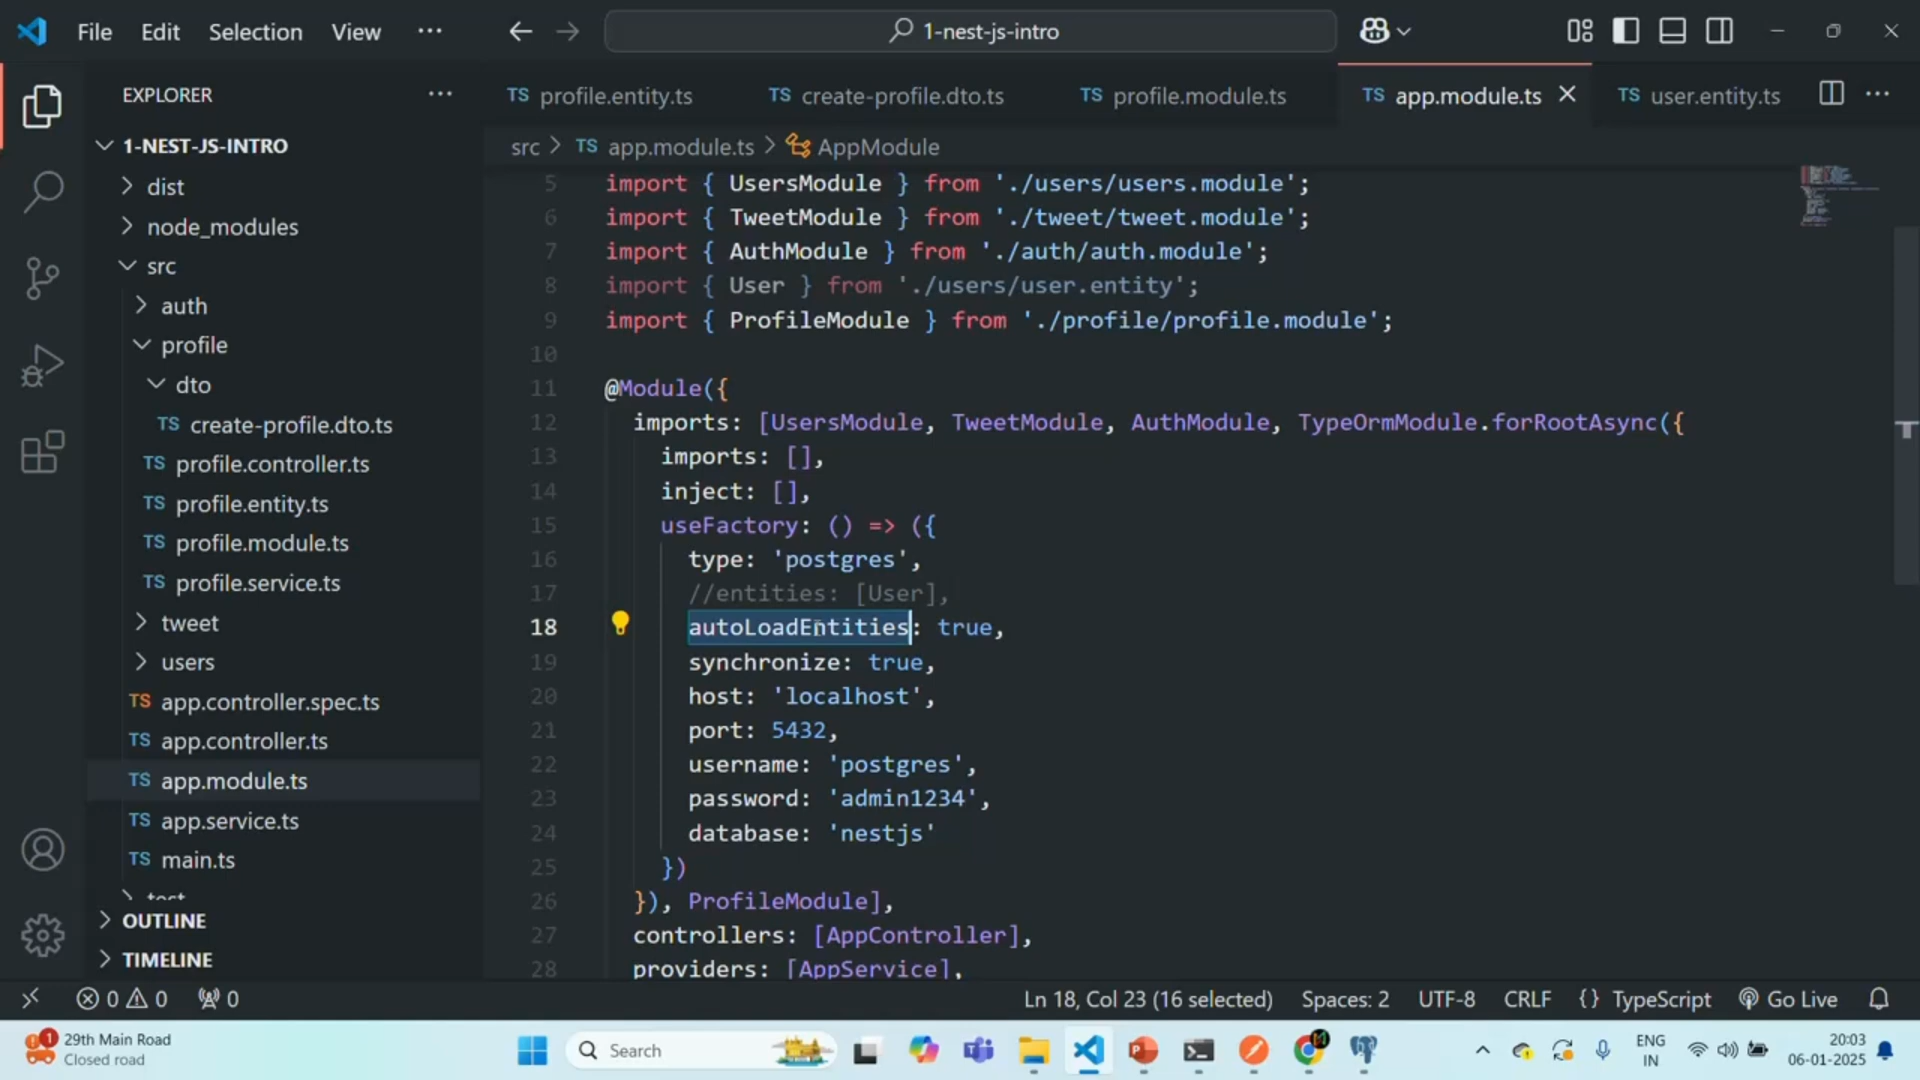 File Edit Selection View ···
1-nest-js-intro
EXPLORER ···
1-NEST-JS-INTRO
dist
node_modules
src
auth
profile
dto
TS create-profile.dto.ts
TS profile.controller.ts
TS profile.entity.ts
TS profile.module.ts
TS profile.service.ts
tweet
users
TS app.controller.spec.ts
TS app.controller.ts
TS app.module.ts
TS app.service.ts
TS main.ts
test
OUTLINE
TIMELINE
TS profile.entity.ts TS create-profile.dto.ts TS profile.module.ts TS app.module.ts TS user.entity.ts ···
src > TS app.module.ts > AppModule
5 import { UsersModule } from './users/users.module';
6 import { TweetModule } from './tweet/tweet.module';
7 import { AuthModule } from './auth/auth.module';
8 import { User } from './users/user.entity';
9 import { ProfileModule } from './profile/profile.module';
10
11 @Module({
12 imports: [UsersModule, TweetModule, AuthModule, TypeOrmModule.forRootAsync({
13 imports: [],
14 inject: [],
15 useFactory: () => ({
16 type: 'postgres',
17 //entities: [User],
18 autoLoadEntities: true,
19 synchronize: true,
20 host: 'localhost',
21 port: 5432,
22 username: 'postgres',
23 password: 'admin1234',
24 database: 'nestjs'
25 })
26 }), ProfileModule],
27 controllers: [AppController],
28 providers: [AppService],
0 0 0 Ln 18, Col 23 (16 selected) Spaces: 2 UTF-8 CRLF {} TypeScript Go Live
1 29th Main Road
Closed road
Search
ENG
IN
20:03
06-01-2025